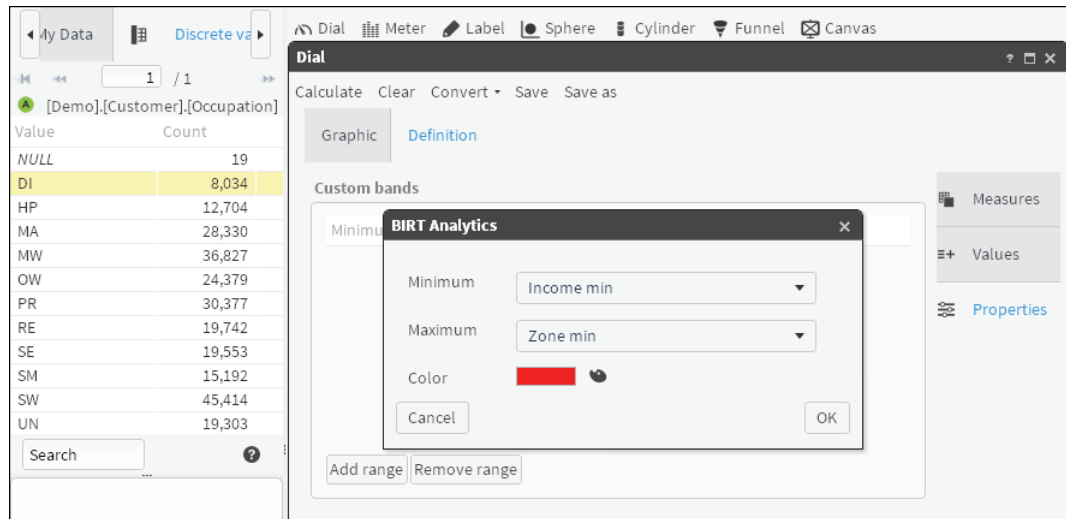 My Data Discrete va
Dial Meter Label Sphere Cylinder Funnel Canvas
1 / 1
[Demo].[Customer].[Occupation]
Value Count
NULL 19
DI 8,034
HP 12,704
MA 28,330
MW 36,827
OW 24,379
PR 30,377
RE 19,742
SE 19,553
SM 15,192
SW 45,414
UN 19,303
Search
Dial
Calculate Clear Convert Save Save as
Graphic Definition
Custom bands
Minimu
BIRT Analytics
Minimum Income min
Maximum Zone min
Color
Cancel OK
Add range Remove range
Measures
Values
Properties